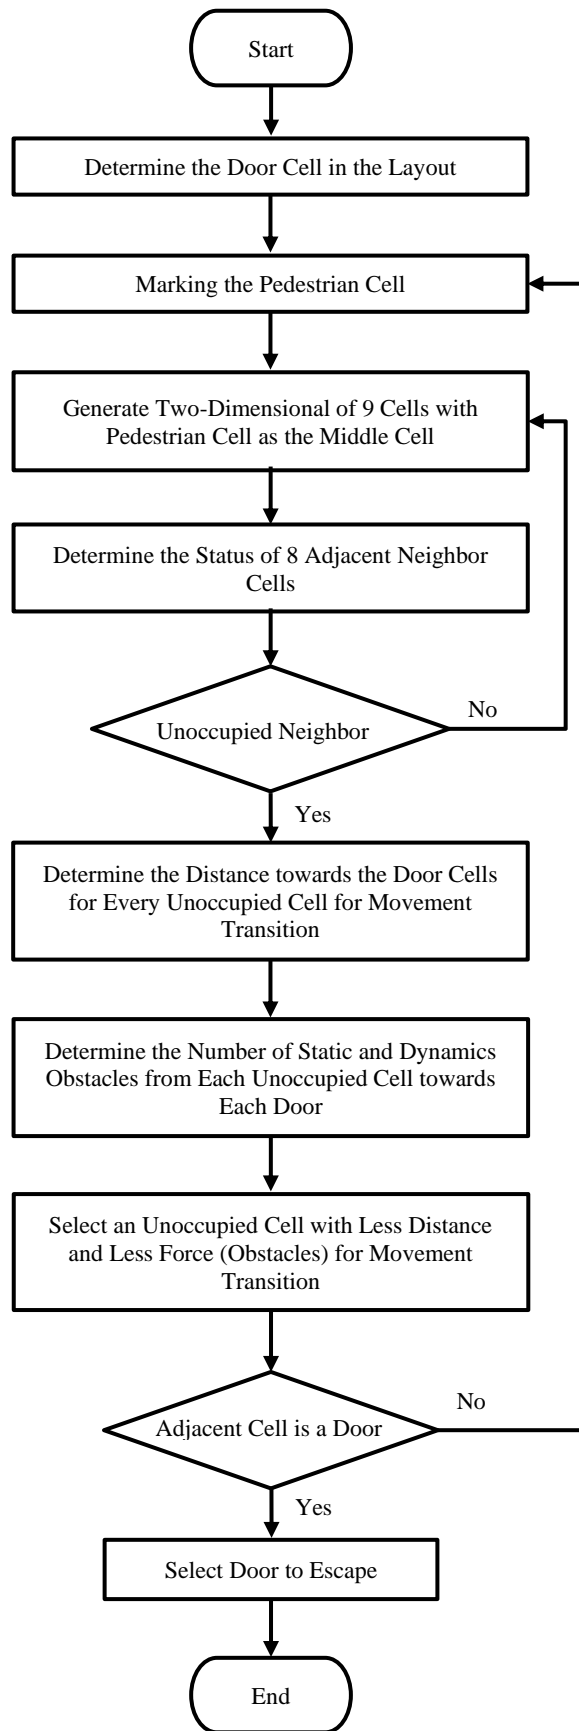 Start
Determine the Door Cell in the Layout
Marking the Pedestrian Cell
Generate Two-Dimensional of 9 Cells with
Pedestrian Cell as the Middle Cell
Determine the Status of 8 Adjacent Neighbor
Cells
Unoccupied Neighbor
No
Yes
Determine the Distance towards the Door Cells
for Every Unoccupied Cell for Movement
Transition
Determine the Number of Static and Dynamics
Obstacles from Each Unoccupied Cell towards
Each Door
Select an Unoccupied Cell with Less Distance
and Less Force (Obstacles) for Movement
Transition
Adjacent Cell is a Door
No
Yes
Select Door to Escape
End